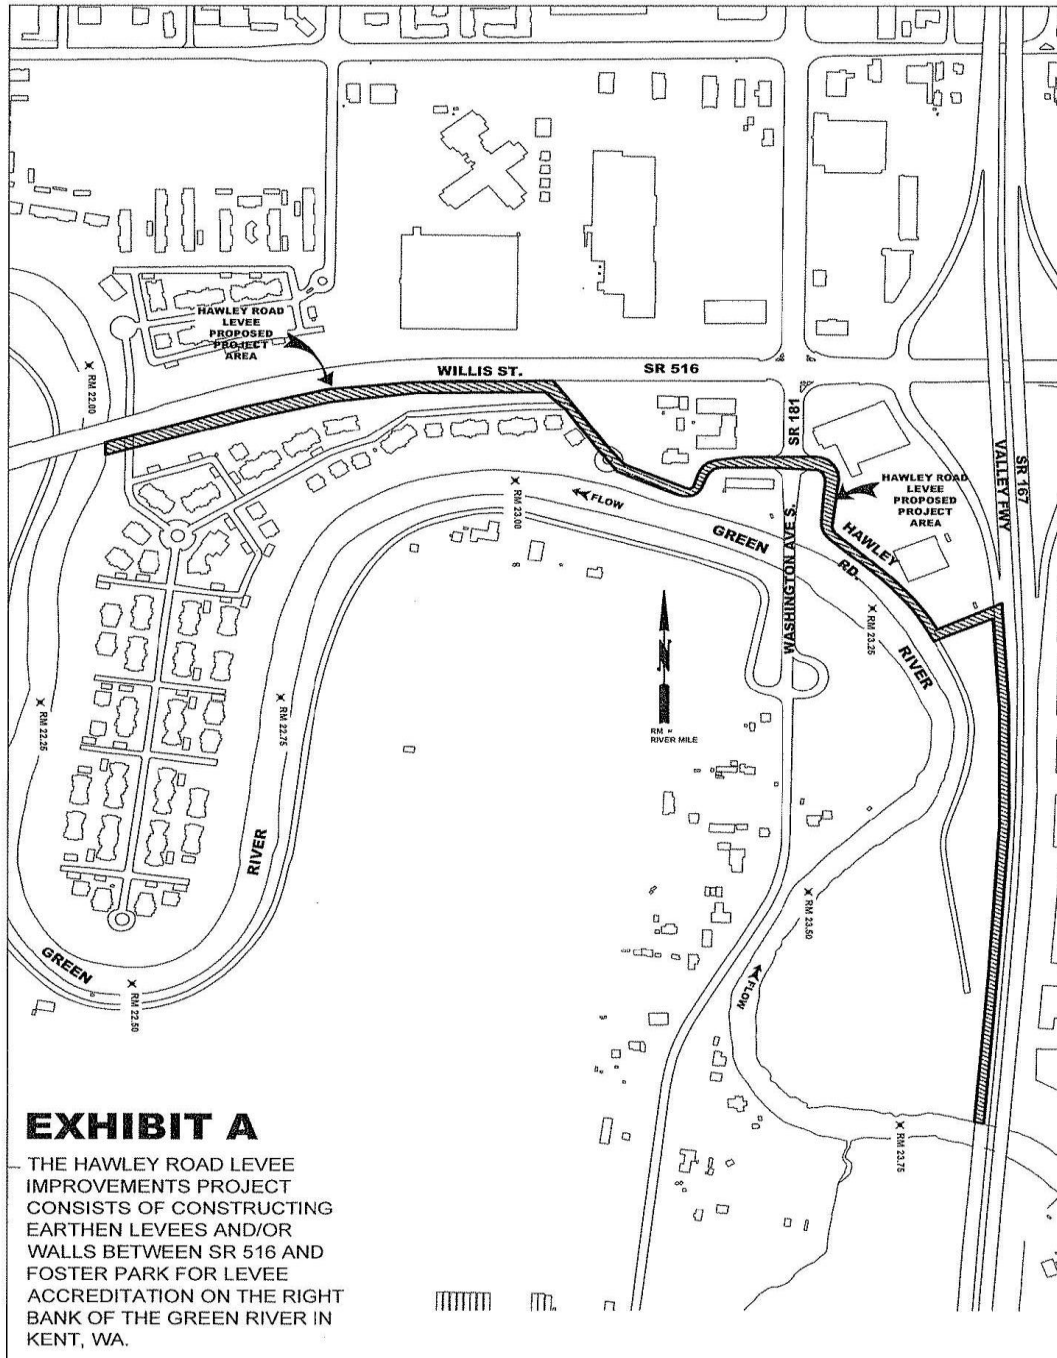 HAWLEY ROAD
LEVEE
PROPOSED
PROJECT
AREA
RM 22.00
WILLIS ST.
SR 516
SR 181
VALLEY FWY
SR 167
HAWLEY ROAD
LEVEE
PROPOSED
PROJECT
AREA
RM 23.00
FLOW
GREEN
WASHINGTON AVE S.
HAWLEY
RD.
RM 23.25
RIVER
N
RM =
RIVER MILE
RM 22.25
RM 22.75
RIVER
GREEN
RM 22.50
RM 23.50
FLOW
RM 23.75
EXHIBIT A
THE HAWLEY ROAD LEVEE
IMPROVEMENTS PROJECT
CONSISTS OF CONSTRUCTING
EARTHEN LEVEES AND/OR
WALLS BETWEEN SR 516 AND
FOSTER PARK FOR LEVEE
ACCREDITATION ON THE RIGHT
BANK OF THE GREEN RIVER IN
KENT, WA.